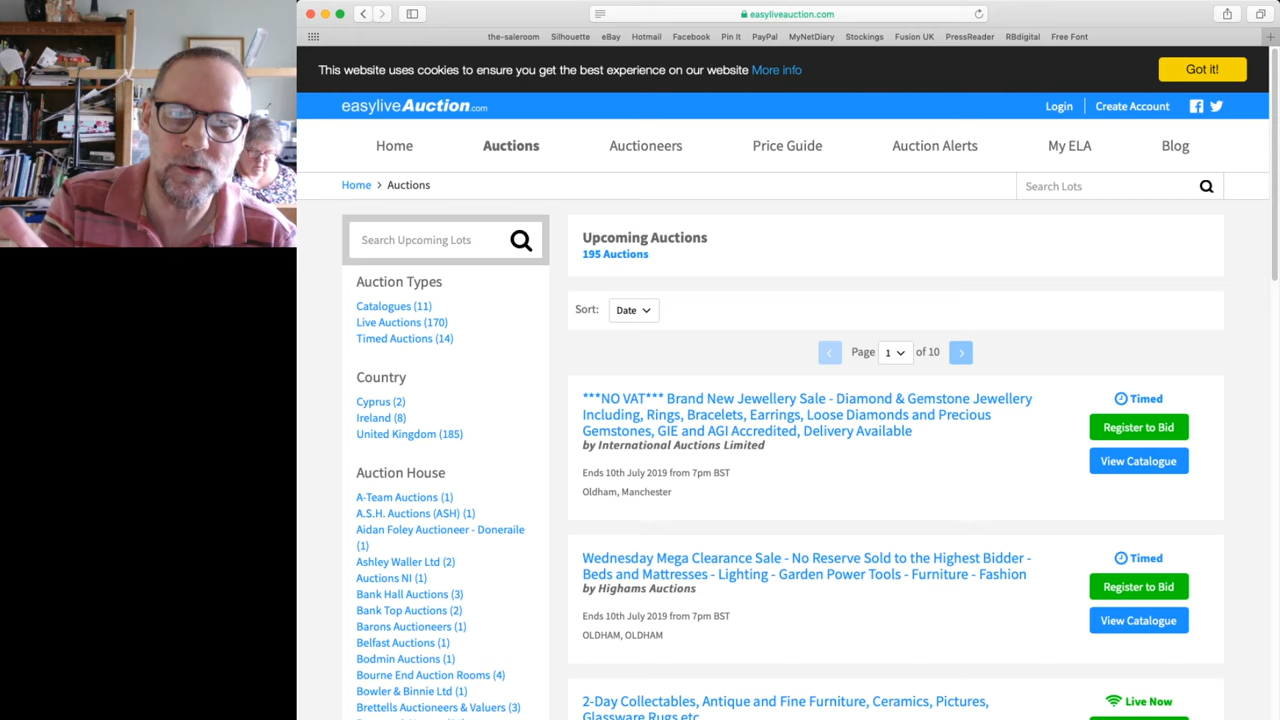 easyliveauction.com
the-saleroom Silhouette eBay Hotmail Facebook Pin It PayPal MyNetDiary Stockings Fusion UK PressReader RBdigital Free Font
This website uses cookies to ensure you get the best experience on our website More info
Got it!
easyliveAuction.com
Login Create Account
Home Auctions Auctioneers Price Guide Auction Alerts My ELA Blog
Home > Auctions
Search Lots
Search Upcoming Lots
Auction Types
Catalogues (11)
Live Auctions (170)
Timed Auctions (14)
Country
Cyprus (2)
Ireland (8)
United Kingdom (185)
Auction House
A-Team Auctions (1)
A.S.H. Auctions (ASH) (1)
Aidan Foley Auctioneer - Doneraile
(1)
Ashley Waller Ltd (2)
Auctions NI (1)
Bank Hall Auctions (3)
Bank Top Auctions (2)
Barons Auctioneers (1)
Belfast Auctions (1)
Bodmin Auctions (1)
Bourne End Auction Rooms (4)
Bowler & Binnie Ltd (1)
Brettells Auctioneers & Valuers (3)
Upcoming Auctions
195 Auctions
Sort: Date
Page 1 of 10
***NO VAT*** Brand New Jewellery Sale - Diamond & Gemstone Jewellery
Including, Rings, Bracelets, Earrings, Loose Diamonds and Precious
Gemstones, GIE and AGI Accredited, Delivery Available
by International Auctions Limited
Ends 10th July 2019 from 7pm BST
Oldham, Manchester
Timed
Register to Bid
View Catalogue
Wednesday Mega Clearance Sale - No Reserve Sold to the Highest Bidder -
Beds and Mattresses - Lighting - Garden Power Tools - Furniture - Fashion
by Highams Auctions
Ends 10th July 2019 from 7pm BST
OLDHAM, OLDHAM
Timed
Register to Bid
View Catalogue
2-Day Collectables, Antique and Fine Furniture, Ceramics, Pictures,
Glassware Rugs etc
Live Now